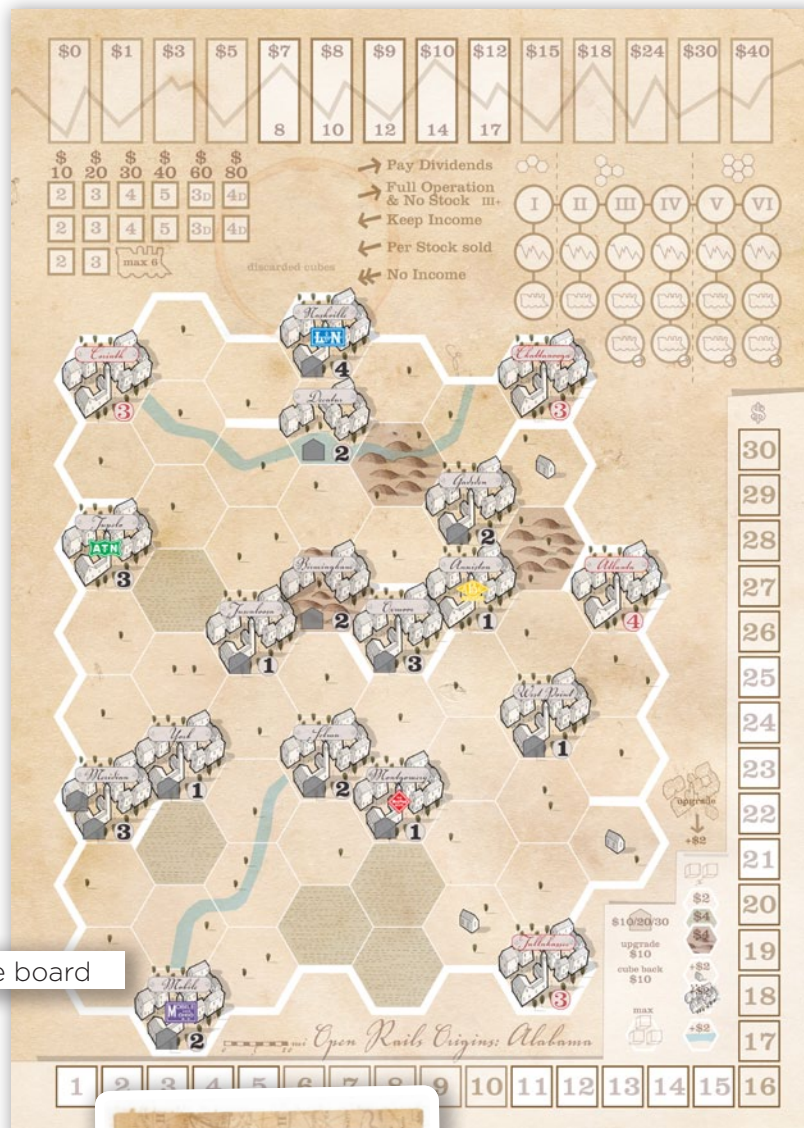 $0 $1 $3 $5 $7 $8 $9 $10 $12 $15 $18 $24 $30 $40
8 10 12 14 17
$ $ $ $ $ $
10 20 30 40 60 80
2 3 4 5 3D 4D
2 3 4 5 3D 4D
2 3 max 6
discarded cubes
Pay Dividends
Full Operation
& No Stock III+
Keep Income
Per Stock sold
No Income
I II III IV V VI
Nashville
L&N
4
Corinth
3
Chattanooga
3
Decatur
2
Gadsden
2
Tupelo
ATN
3
Birmingham
2
Anniston
1
Atlanta
4
Tuscaloosa
1
3
West Point
1
York
1
Selma
2
Meridian
3
Montgomery
1
Tallahassee
3
Mobile
MOBILE
2
upgrade
+$2
$2
$4
$4
+$2
+$2
$10/20/30
upgrade
$10
cube back
$10
max
$
30
29
28
27
26
25
24
23
22
21
20
19
18
17
e board
Open Rails Origins: Alabama
1 2 3 4 5 6 7 8 9 10 11 12 13 14 15 16